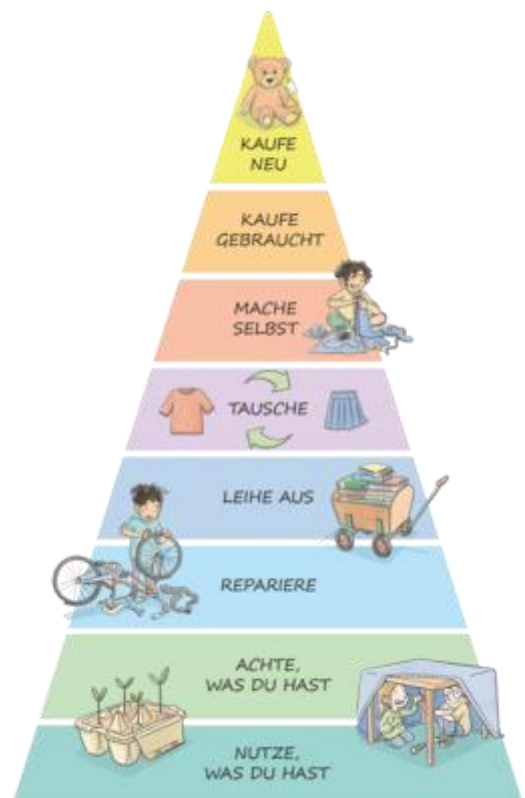 KAUFE
NEU
KAUFE
GEBRAUCHT
MACHE
SELBST
TAUSCHE
LEIHE AUS
REPARIERE
ACHTE,
WAS DU HAST
NUTZE,
WAS DU HAST